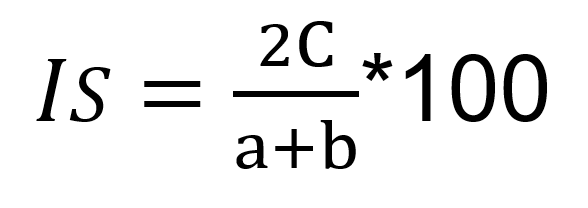 Is = 2C/a+b *100